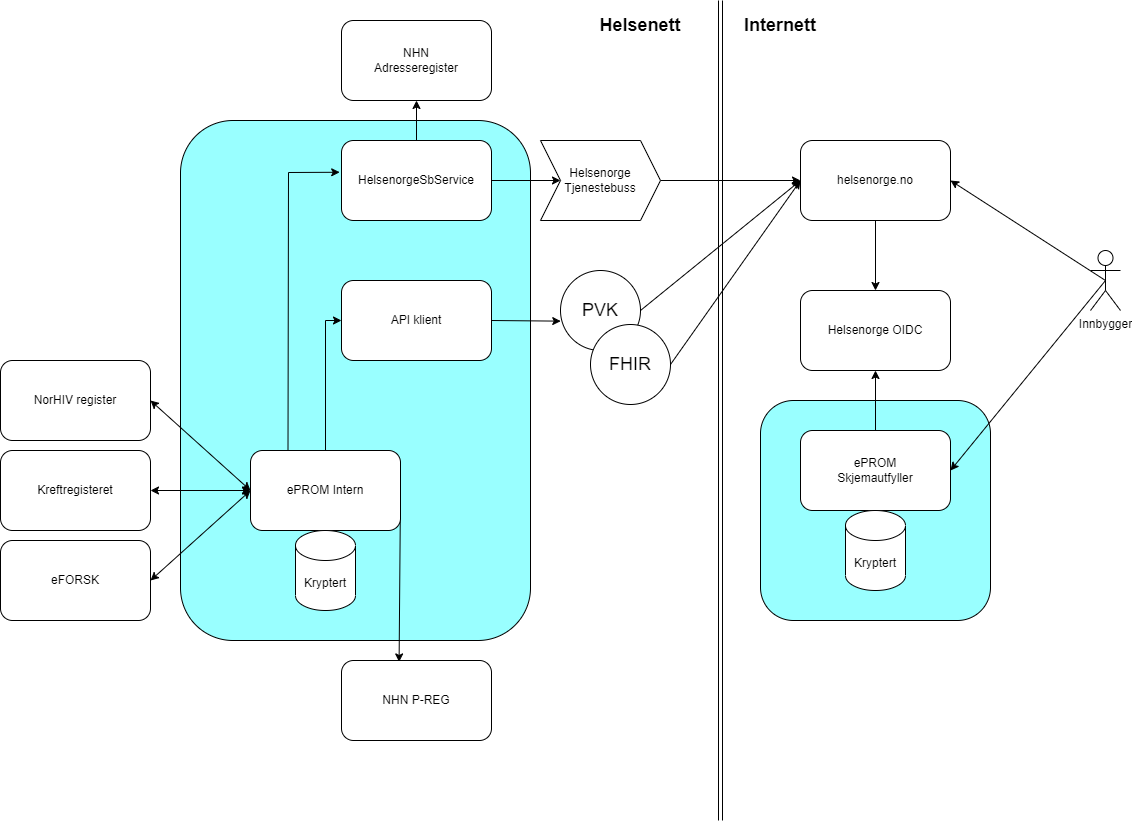 Helsenett
Internett
NHN
Adresseregister
HelsenorgeSbService
Helsenorge
Tjenestebuss
helsenorge.no
API klient
PVK
FHIR
Helsenorge OIDC
Innbygger
NorHIV register
Kreftregisteret
eFORSK
ePROM Intern
Kryptert
ePROM
Skjemautfyller
Kryptert
NHN P-REG